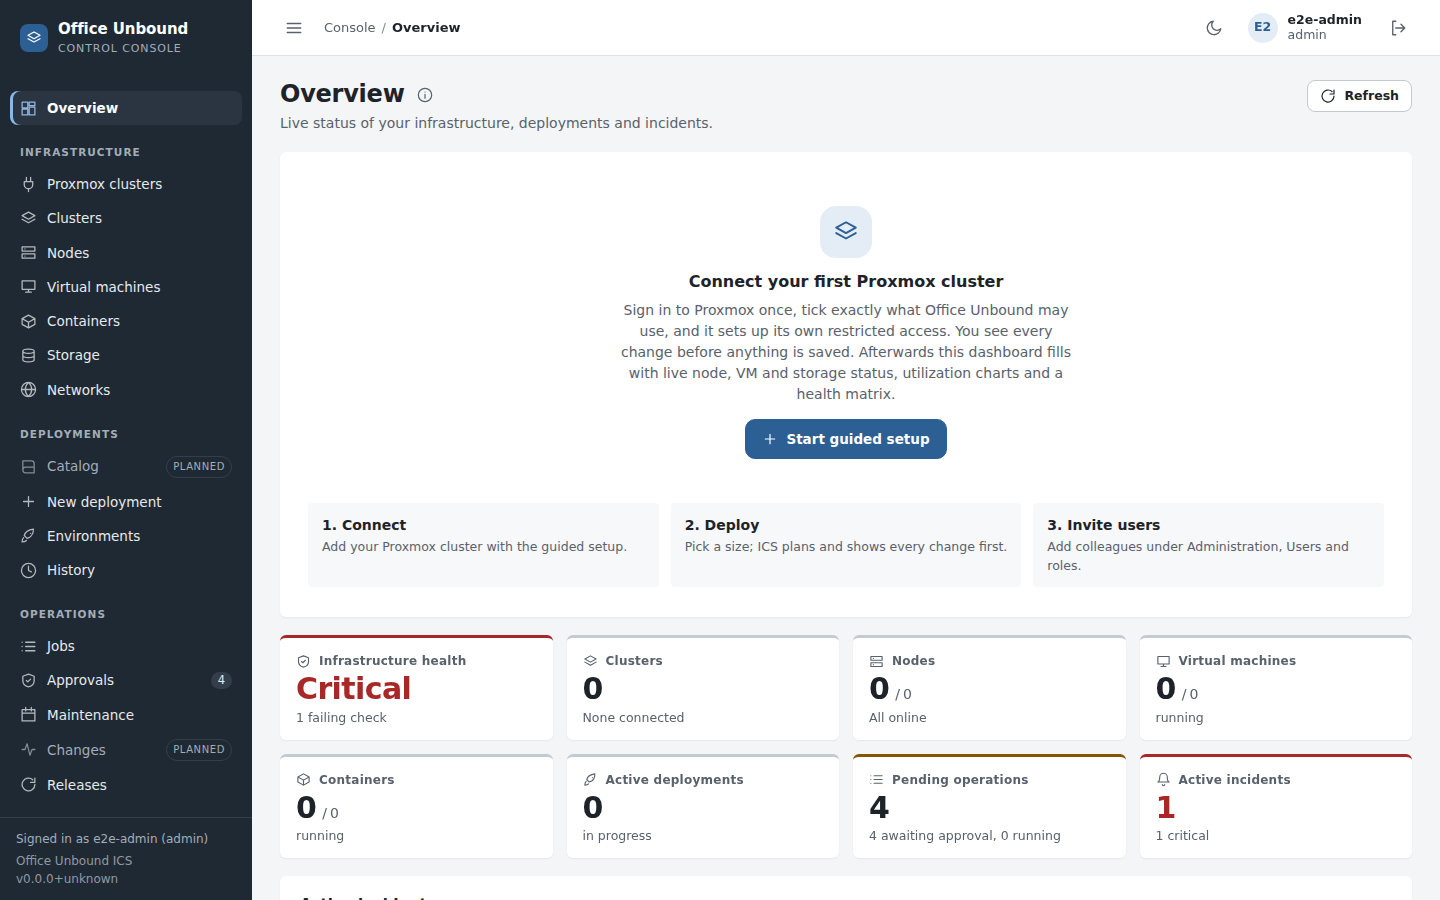 Office Unbound
CONTROL CONSOLE
Overview
INFRASTRUCTURE
Proxmox clusters
Clusters
Nodes
Virtual machines
Containers
Storage
Networks
DEPLOYMENTS
Catalog PLANNED
New deployment
Environments
History
OPERATIONS
Jobs
Approvals 4
Maintenance
Changes PLANNED
Releases
Signed in as e2e-admin (admin)
Office Unbound ICS
v0.0.0+unknown
Console / Overview
E2 e2e-admin
admin
Overview
Refresh
Live status of your infrastructure, deployments and incidents.
Connect your first Proxmox cluster
Sign in to Proxmox once, tick exactly what Office Unbound may
use, and it sets up its own restricted access. You see every
change before anything is saved. Afterwards this dashboard fills
with live node, VM and storage status, utilization charts and a
health matrix.
Start guided setup
1. Connect
Add your Proxmox cluster with the guided setup.
2. Deploy
Pick a size; ICS plans and shows every change first.
3. Invite users
Add colleagues under Administration, Users and
roles.
Infrastructure health
Critical
1 failing check
Clusters
0
None connected
Nodes
0 / 0
All online
Virtual machines
0 / 0
running
Containers
0 / 0
running
Active deployments
0
in progress
Pending operations
4
4 awaiting approval, 0 running
Active incidents
1
1 critical